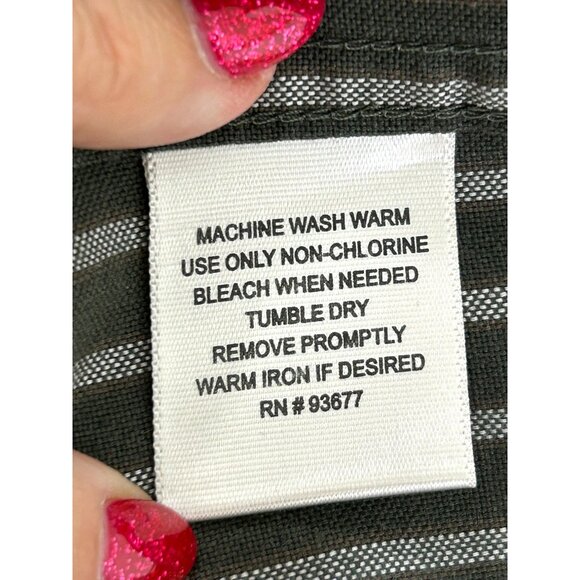 MACHINE WASH WARM
USE ONLY NON-CHLORINE
BLEACH WHEN NEEDED
TUMBLE DRY
REMOVE PROMPTLY
WARM IRON IF DESIRED
RN # 93677